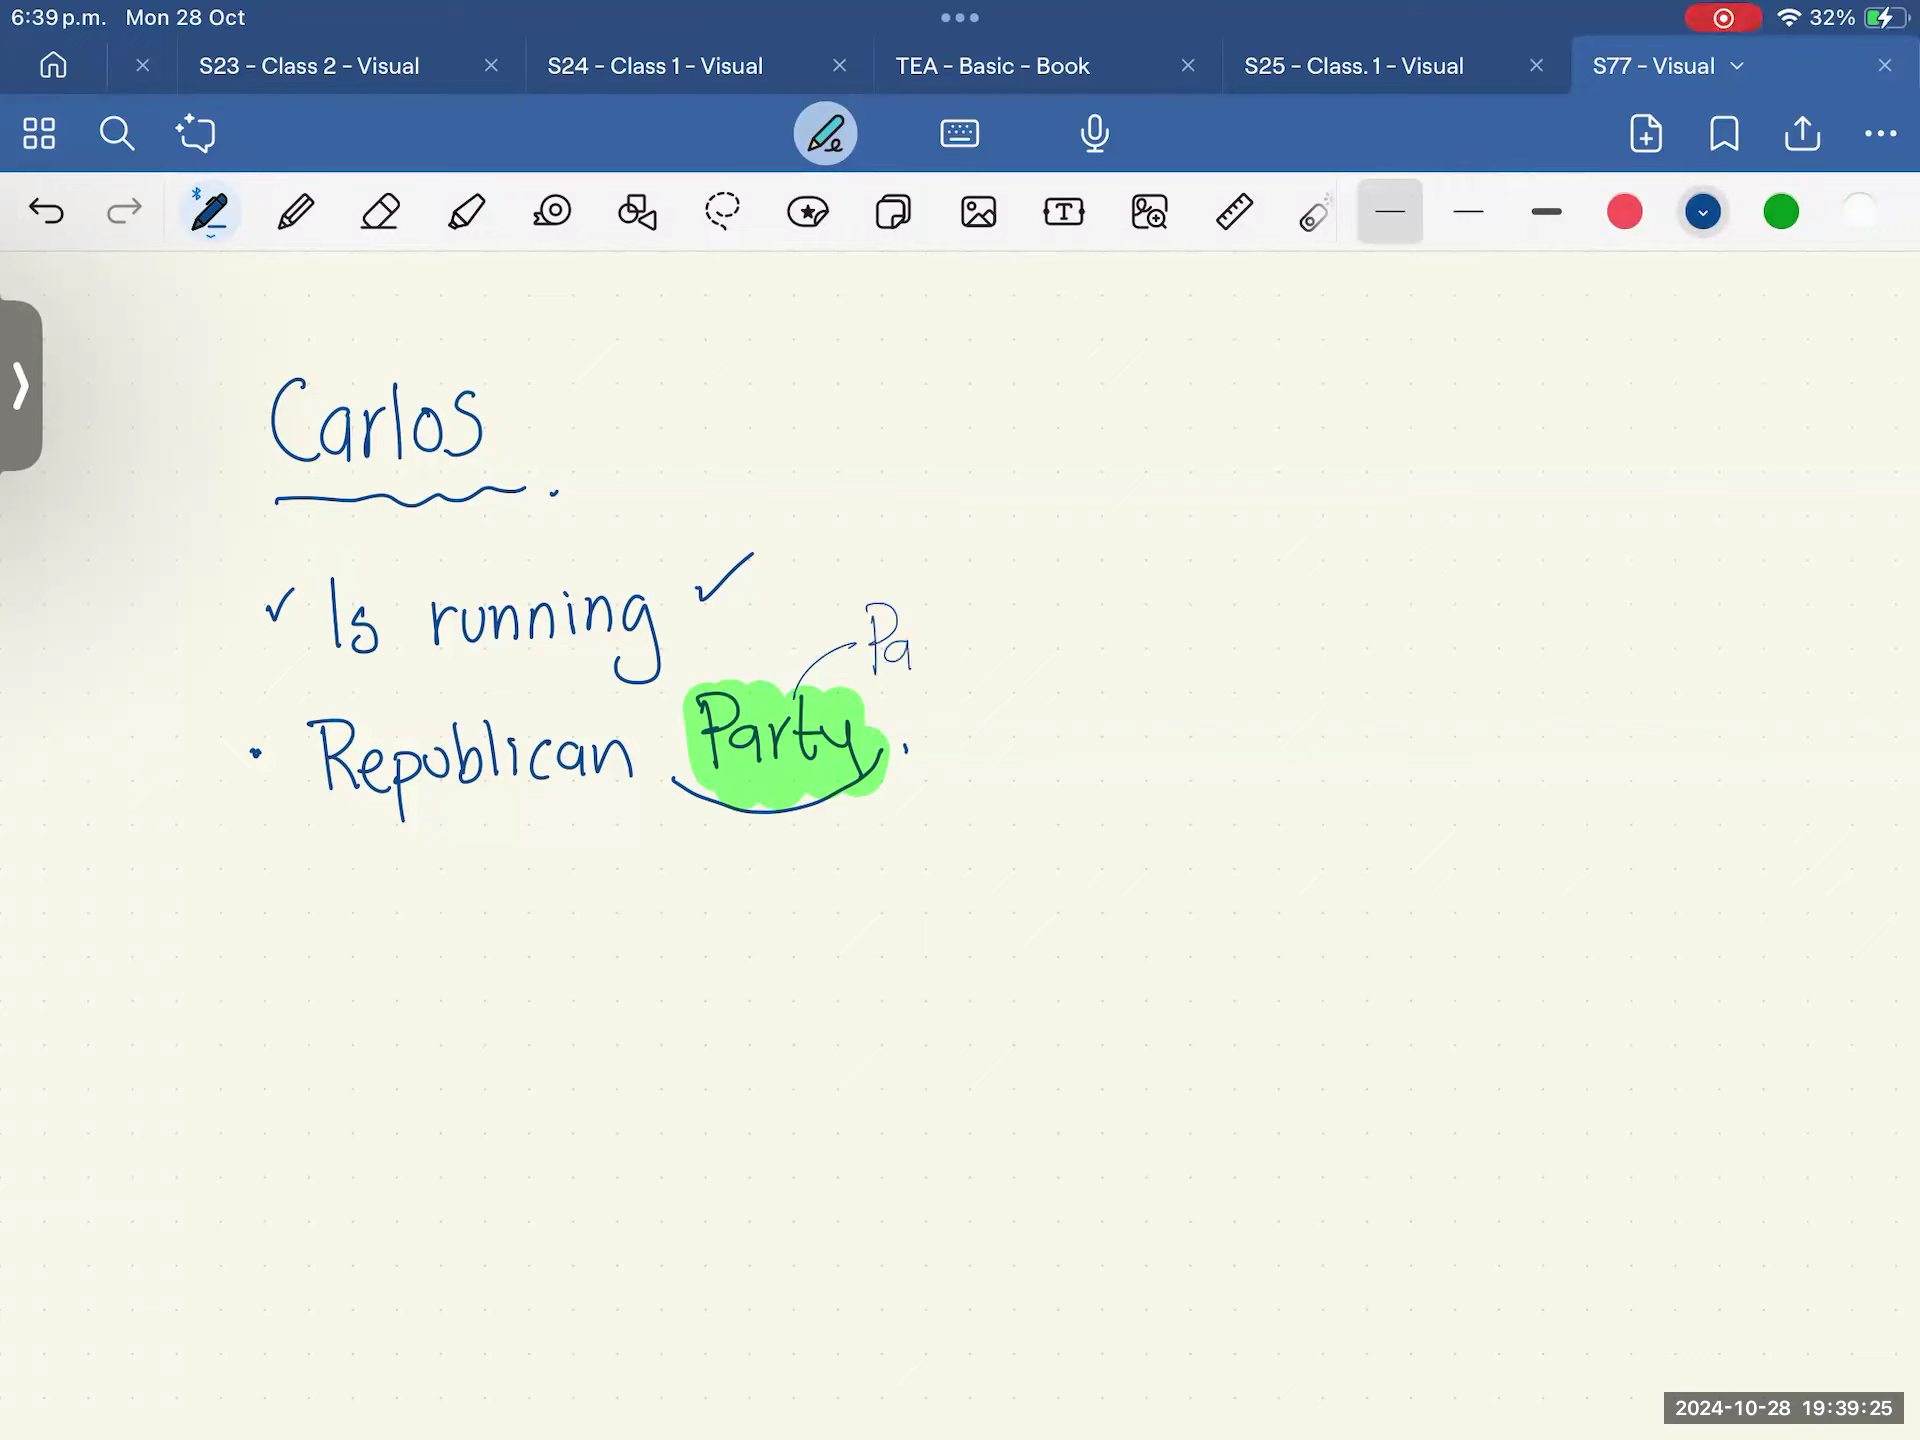 6:39 p.m. Mon 28 Oct
32%
S23 - Class 2 - Visual
S24 - Class 1 - Visual
TEA - Basic - Book
S25 - Class. 1 - Visual
S77 - Visual
Carlos
Is running
Pa
Republican Party.
2024-10-28 19:39:25